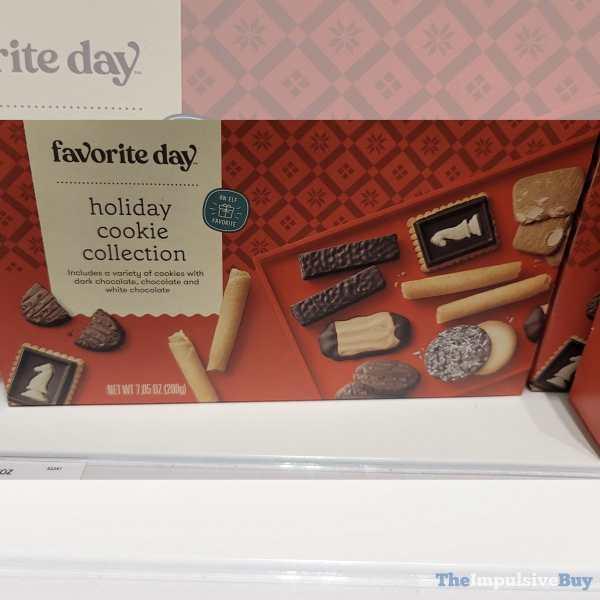 rite day
favorite day
AN ELF
FAVORITE
holiday
cookie
collection
Includes a variety of cookies with
dark chocolate, chocolate and
white chocolate
NET WT 7.05 OZ (200g)
OZ
TheImpulsiveBuy